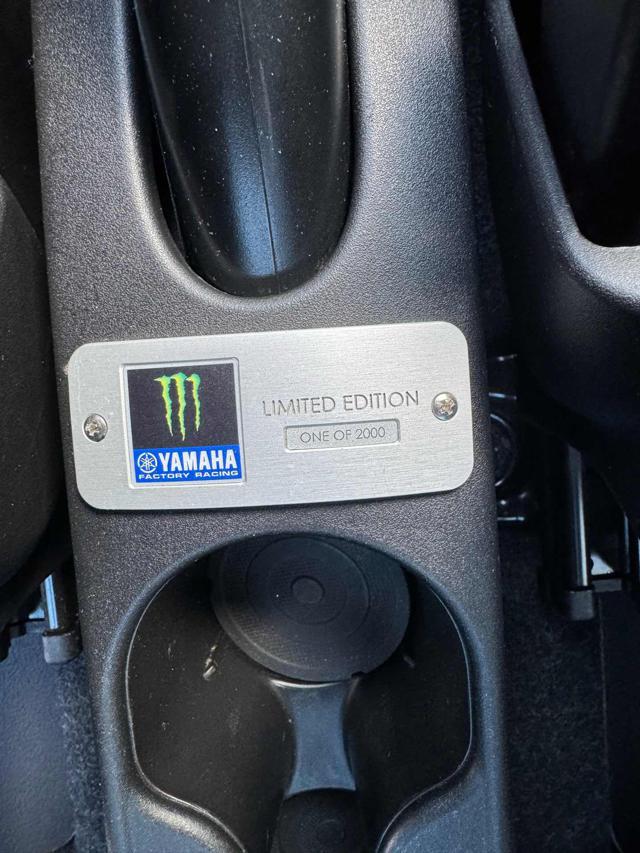 LIMITED EDITION
ONE OF 2000
YAMAHA
FACTORY RACING